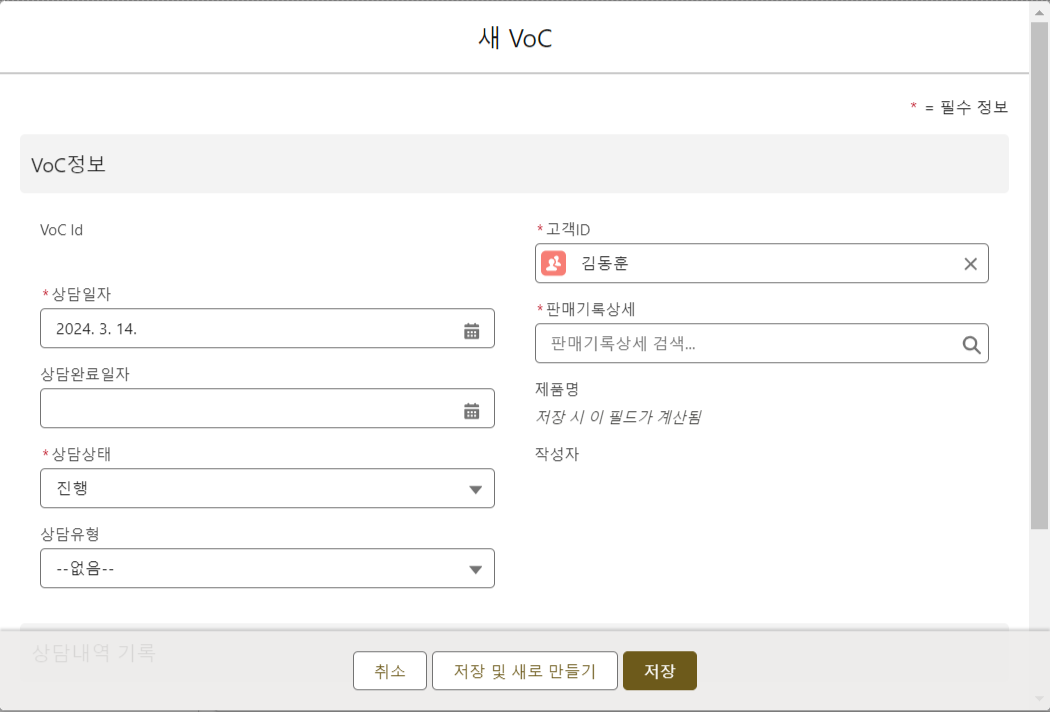 새 VoC
* = 필수 정보
VoC정보
VoC Id
*고객ID
김동훈
*상담일자
2024. 3. 14.
*판매기록상세
판매기록상세 검색...
상담완료일자
제품명
저장 시 이 필드가 계산됨
*상담상태
진행
작성자
상담유형
--없음--
상담내역 기록
취소
저장 및 새로 만들기
저장